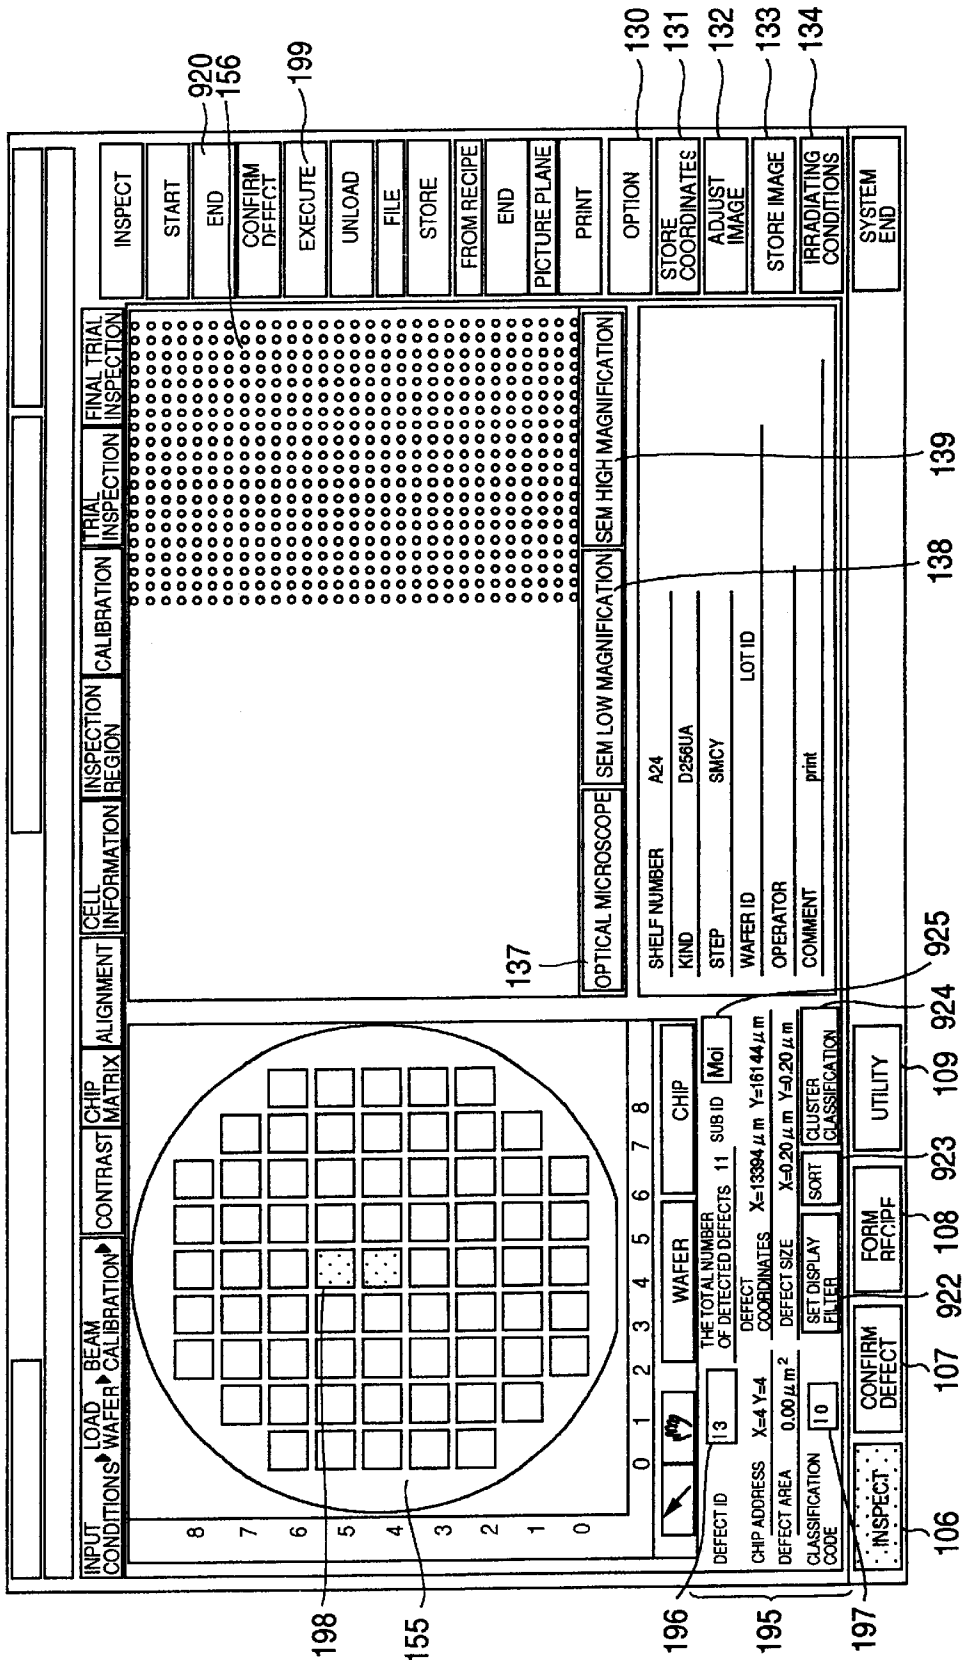 INPUT
CONDITIONS
LOAD
WAFER
BEAM
CALIBRATION
CONTRAST
CHIP
MATRIX
ALIGNMENT
CELL
INFORMATION
INSPECTION
REGION
CALIBRATION
TRIAL
INSPECTION
FINAL TRIAL
INSPECTION
INSPECT
START
END
920
156
CONFIRM
DEFECT
EXECUTE
199
UNLOAD
FILE
STORE
FROM RECIPE
END
PICTURE PLANE
PRINT
OPTION
130
STORE
COORDINATES
131
ADJUST
IMAGE
132
STORE IMAGE
133
IRRADIATING
CONDITIONS
134
SYSTEM
END
8
7
6
5
4
3
2
1
0
0 1 2 3 4 5 6 7 8
198
155
WAFER
CHIP
137
OPTICAL MICROSCOPE
SEM LOW MAGNIFICATION
SEM HIGH MAGNIFICATION
138
139
196
DEFECT ID
13
THE TOTAL NUMBER
OF DETECTED DEFECTS 11
SUB ID
Moi
925
CHIP ADDRESS X=4 Y=4
DEFECT
COORDINATES X=13394 μm Y=16144 μm
DEFECT AREA 0.00 μm²
DEFECT SIZE X=0.20 μm Y=0.20 μm
CLASSIFICATION
CODE
10
SET DISPLAY
FILTER
SORT
CLUSTER
CLASSIFICATION
195
197
922
923
924
SHELF NUMBER A24
KIND D256UA
STEP SMCY
WAFER ID
LOT ID
OPERATOR
COMMENT print
INSPECT
CONFIRM
DEFECT
FORM
RECIPE
UTILITY
106
107
108
109